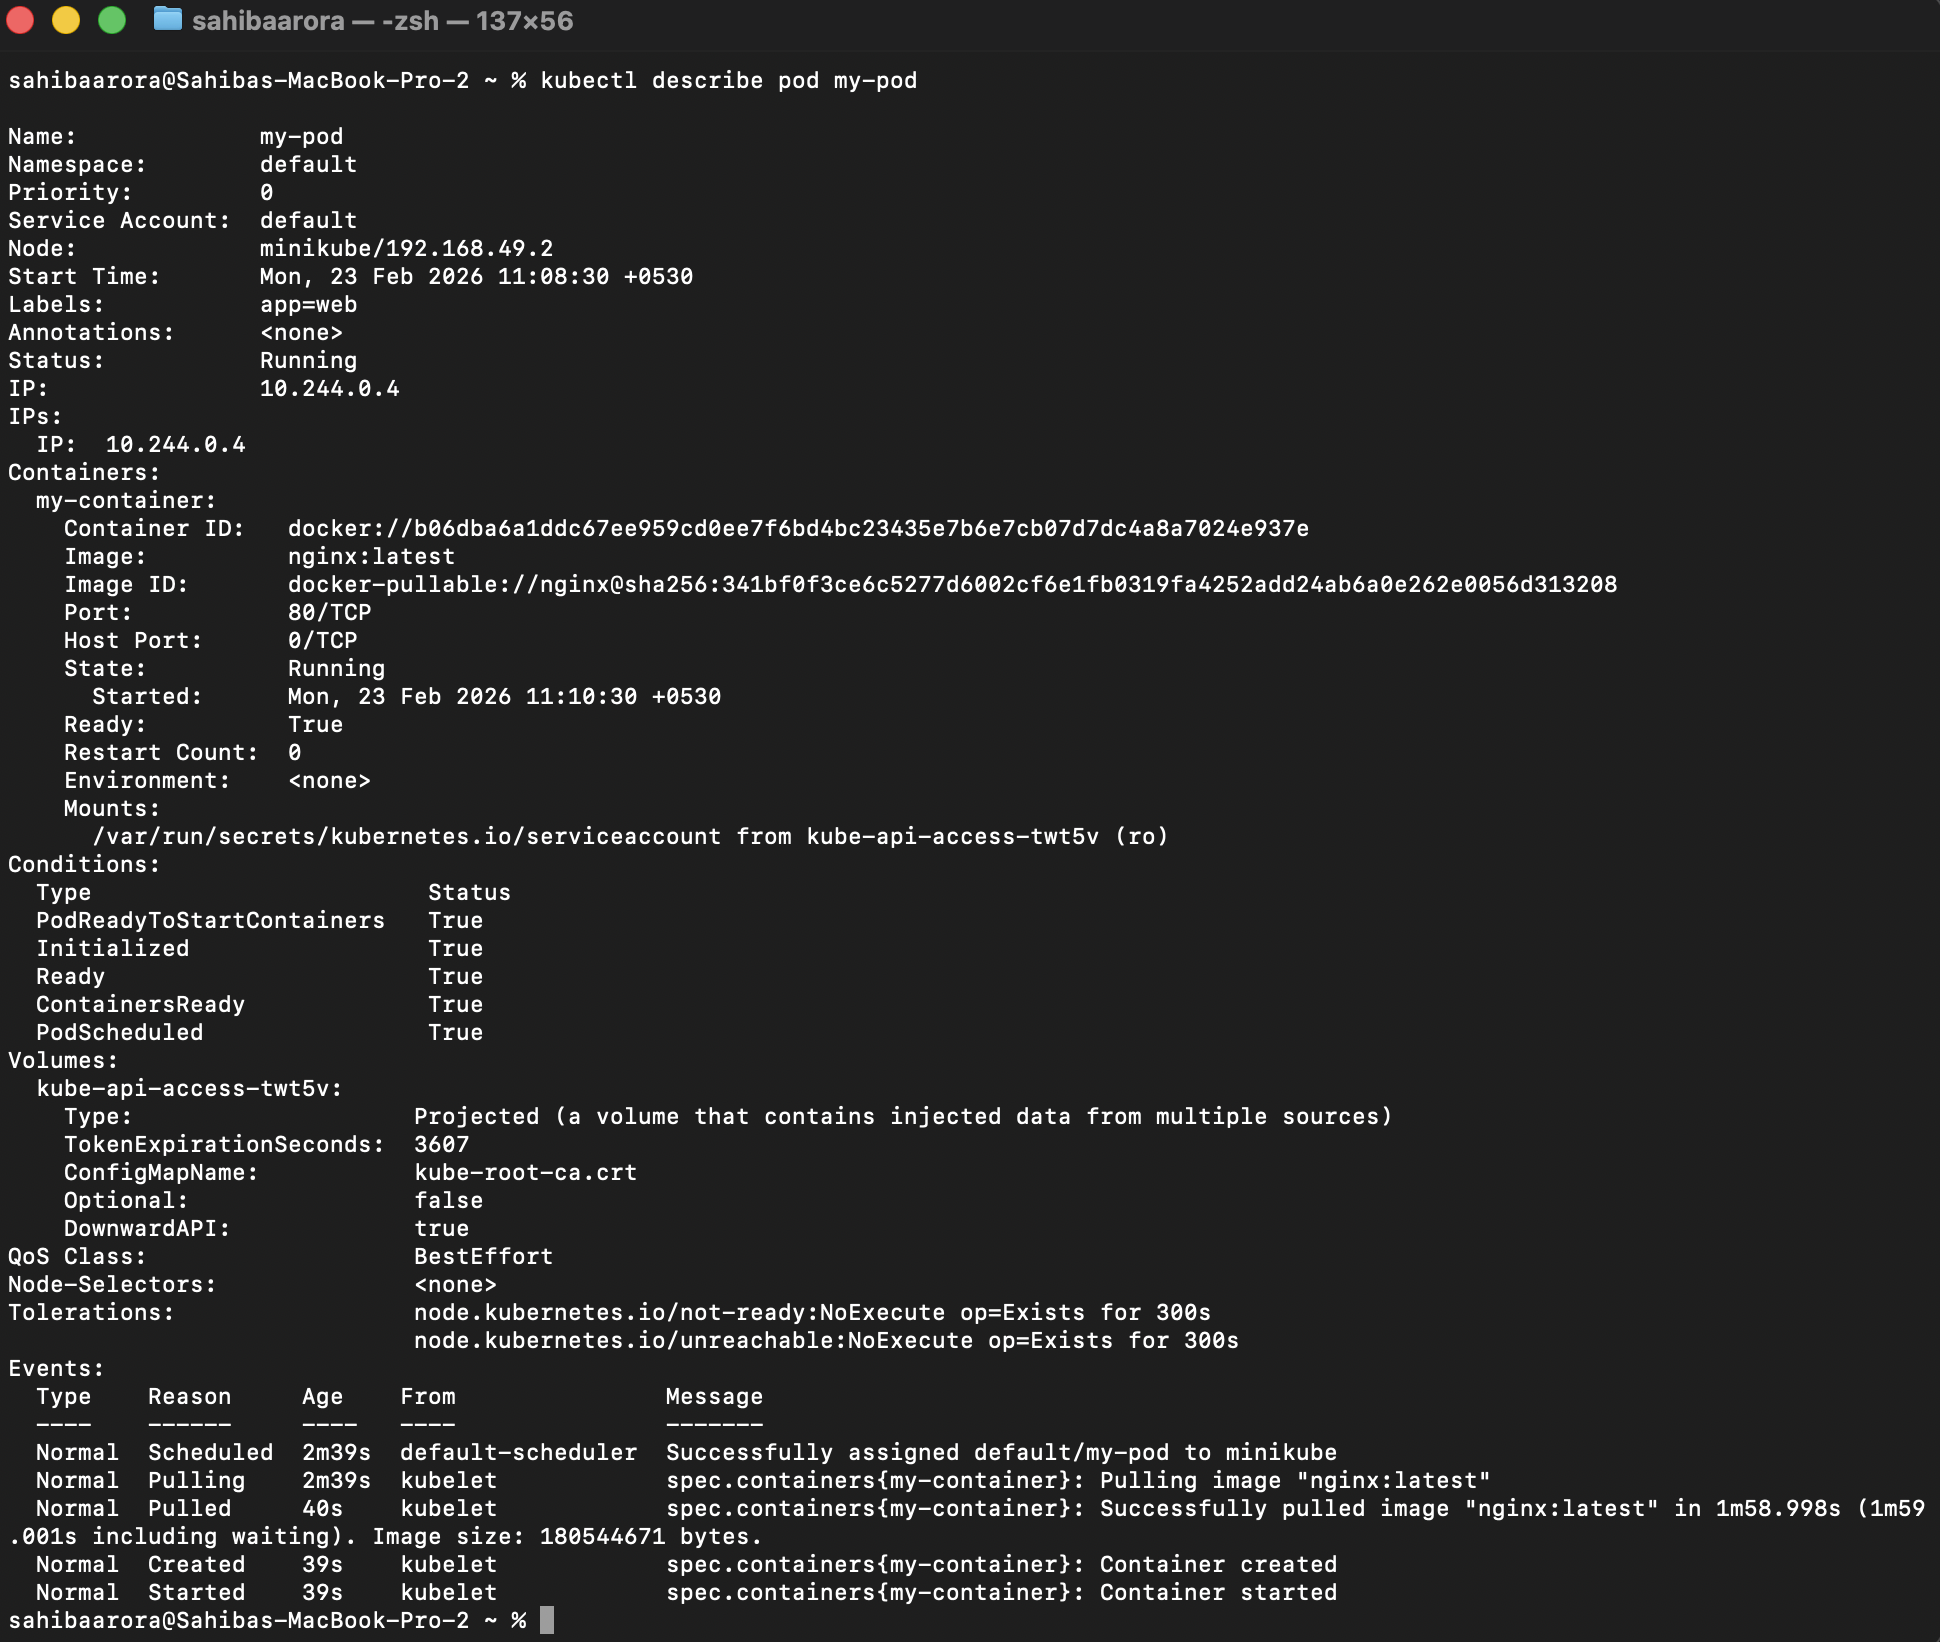 sahibaarora — -zsh — 137×56
sahibaarora@Sahibas-MacBook-Pro-2 ~ % kubectl describe pod my-pod
Name:             my-pod
Namespace:        default
Priority:         0
Service Account:  default
Node:             minikube/192.168.49.2
Start Time:       Mon, 23 Feb 2026 11:08:30 +0530
Labels:           app=web
Annotations:      <none>
Status:           Running
IP:               10.244.0.4
IPs:
  IP:  10.244.0.4
Containers:
  my-container:
    Container ID:   docker://b06dba6a1ddc67ee959cd0ee7f6bd4bc23435e7b6e7cb07d7dc4a8a7024e937e
    Image:          nginx:latest
    Image ID:       docker-pullable://nginx@sha256:341bf0f3ce6c5277d6002cf6e1fb0319fa4252add24ab6a0e262e0056d313208
    Port:           80/TCP
    Host Port:      0/TCP
    State:          Running
      Started:      Mon, 23 Feb 2026 11:10:30 +0530
    Ready:          True
    Restart Count:  0
    Environment:    <none>
    Mounts:
      /var/run/secrets/kubernetes.io/serviceaccount from kube-api-access-twt5v (ro)
Conditions:
  Type                        Status
  PodReadyToStartContainers   True
  Initialized                 True
  Ready                       True
  ContainersReady             True
  PodScheduled                True
Volumes:
  kube-api-access-twt5v:
    Type:                    Projected (a volume that contains injected data from multiple sources)
    TokenExpirationSeconds:  3607
    ConfigMapName:           kube-root-ca.crt
    Optional:                false
    DownwardAPI:             true
QoS Class:                   BestEffort
Node-Selectors:              <none>
Tolerations:                 node.kubernetes.io/not-ready:NoExecute op=Exists for 300s
                             node.kubernetes.io/unreachable:NoExecute op=Exists for 300s
Events:
  Type    Reason     Age   From               Message
  ----    ------     ----  ----               -------
  Normal  Scheduled  2m39s  default-scheduler  Successfully assigned default/my-pod to minikube
  Normal  Pulling    2m39s  kubelet            spec.containers{my-container}: Pulling image "nginx:latest"
  Normal  Pulled     40s    kubelet            spec.containers{my-container}: Successfully pulled image "nginx:latest" in 1m58.998s (1m59
.001s including waiting). Image size: 180544671 bytes.
  Normal  Created    39s    kubelet            spec.containers{my-container}: Container created
  Normal  Started    39s    kubelet            spec.containers{my-container}: Container started
sahibaarora@Sahibas-MacBook-Pro-2 ~ %